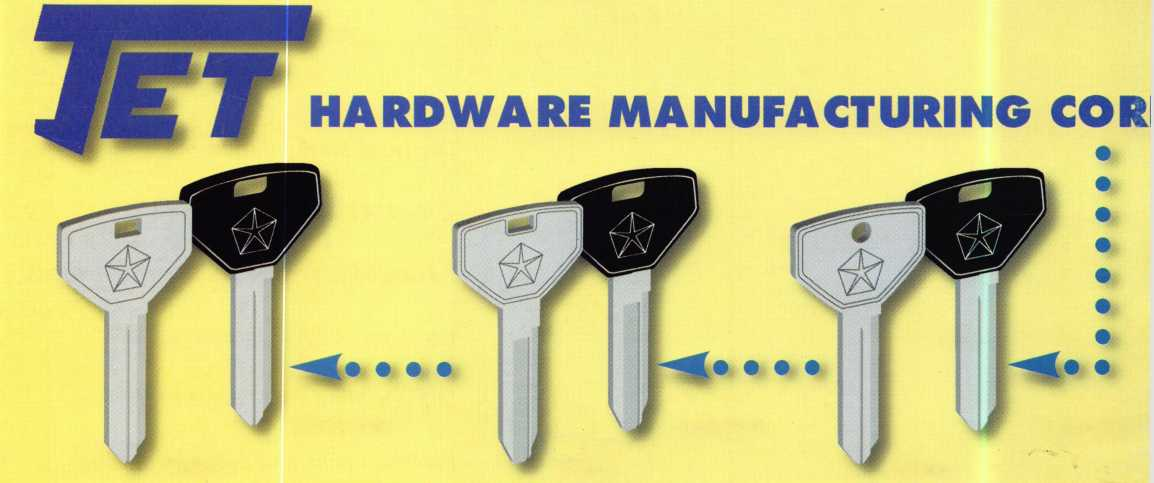 JET
HARDWARE MANUFACTURING COR